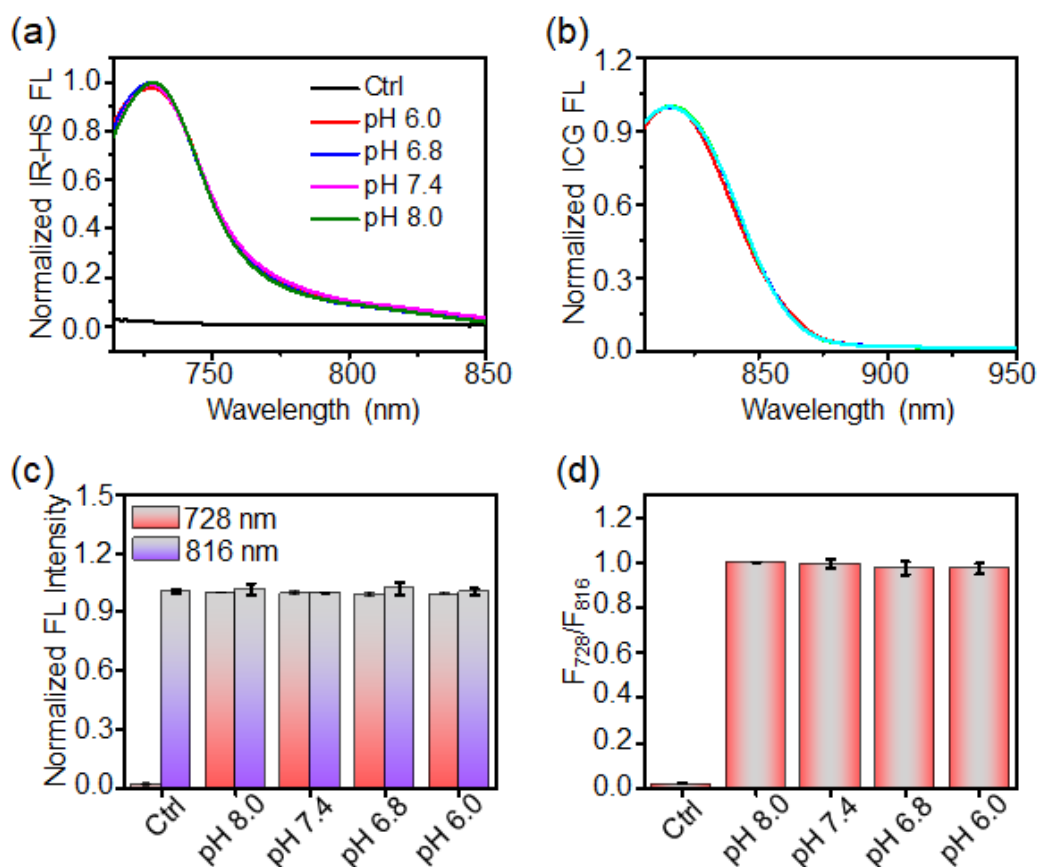 (a)
Normalized IR-HS FL
1.0
0.8
0.6
0.4
0.2
0.0
Ctrl
pH 6.0
pH 6.8
pH 7.4
pH 8.0
750
800
850
Wavelength (nm)
(b)
Normalized ICG FL
1.2
0.9
0.6
0.3
0.0
850
900
950
Wavelength (nm)
(c)
Normalized FL Intensity
1.5
1.2
0.9
0.6
0.3
0.0
728 nm
816 nm
Ctrl
pH 8.0
pH 7.4
pH 6.8
pH 6.0
(d)
F728/F816
1.2
1.0
0.8
0.6
0.4
0.2
0.0
Ctrl
pH 8.0
pH 7.4
pH 6.8
pH 6.0